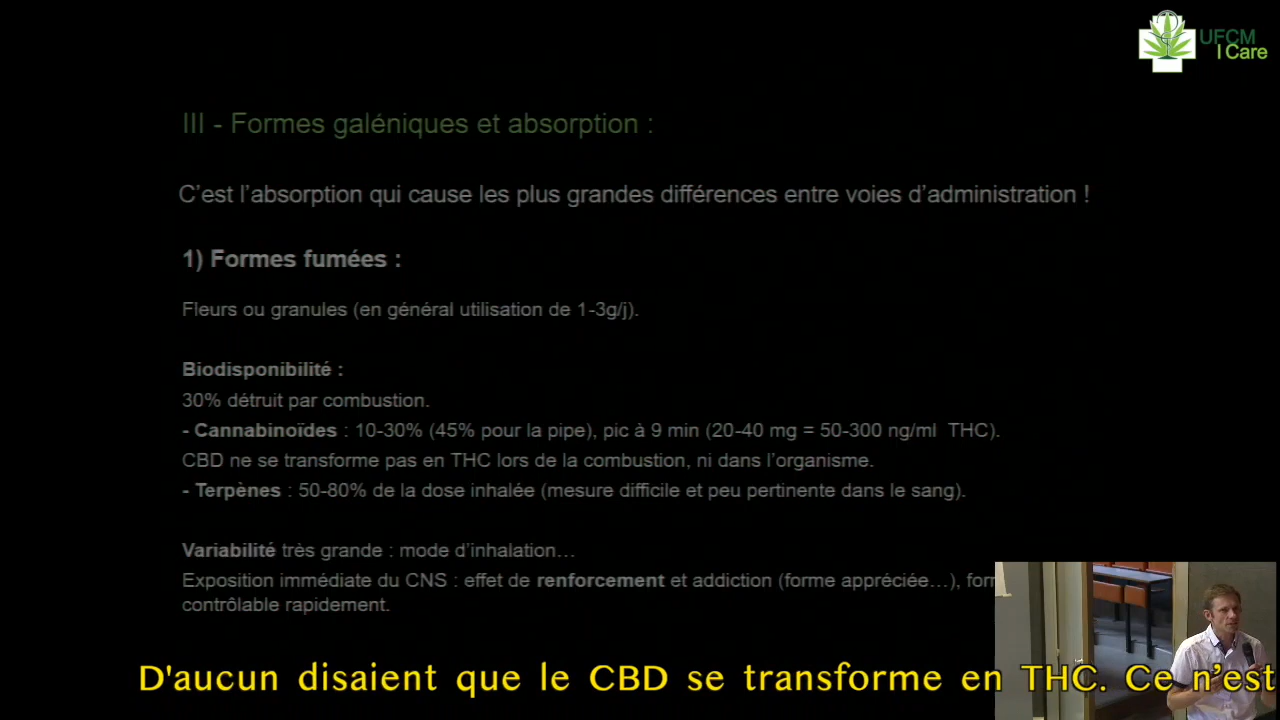 UFCM
I Care
III - Formes galéniques et absorption :
C'est l'absorption qui cause les plus grandes différences entre voies d'administration !
1) Formes fumées :
Fleurs ou granules (en général utilisation de 1-3g/j).
Biodisponibilité :
30% détruit par combustion.
- Cannabinoïdes : 10-30% (45% pour la pipe), pic à 9 min (20-40 mg = 50-300 ng/ml THC).
CBD ne se transforme pas en THC lors de la combustion, ni dans l'organisme.
- Terpènes : 50-80% de la dose inhalée (mesure difficile et peu pertinente dans le sang).
Variabilité très grande : mode d'inhalation…
Exposition immédiate du CNS : effet de renforcement et addiction (forme appréciée…),
contrôlable rapidement.
D'aucun disaient que le CBD se transforme en THC. Ce n'est